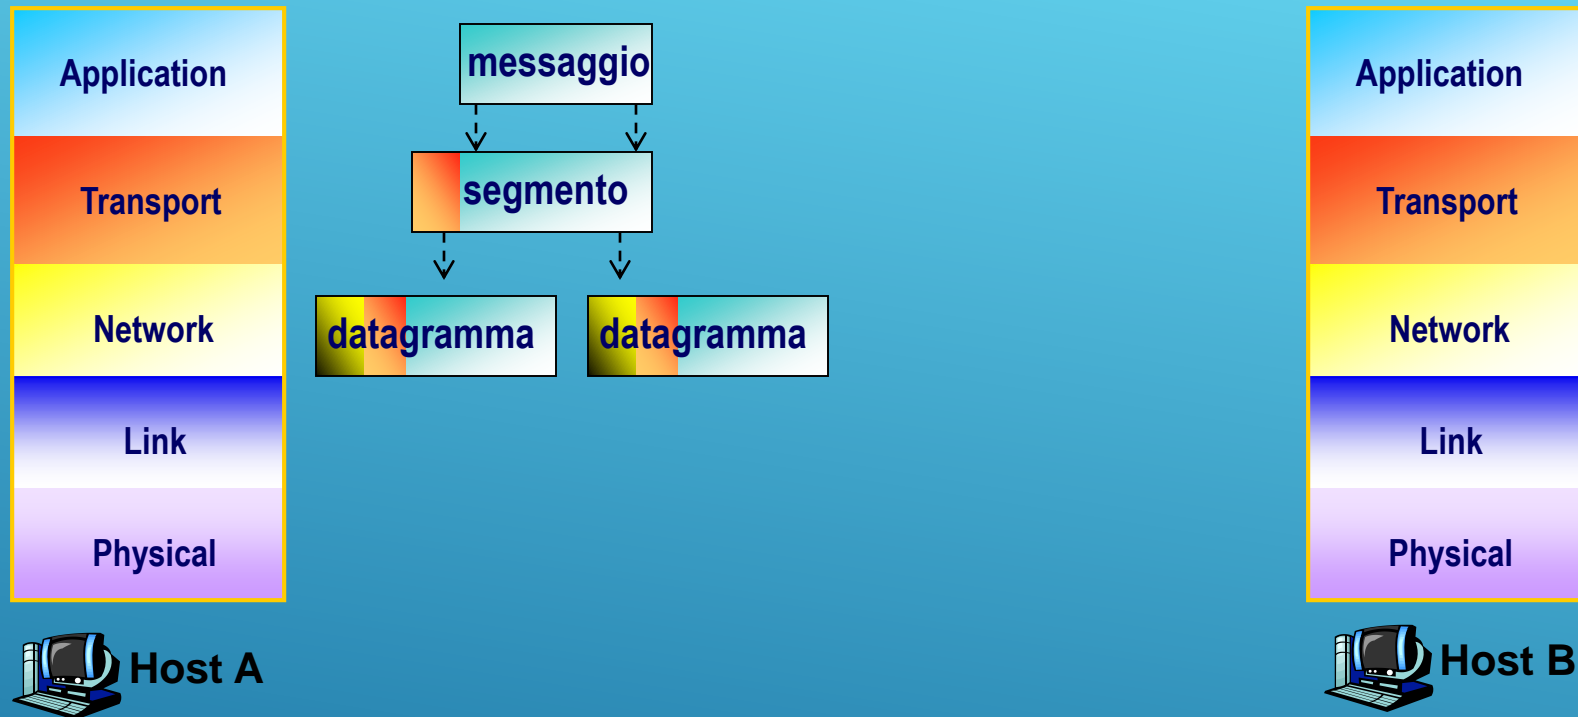 Application
Transport
Network
Link
Physical
Host A
messaggio
segmento
datagramma
datagramma
Application
Transport
Network
Link
Physical
Host B